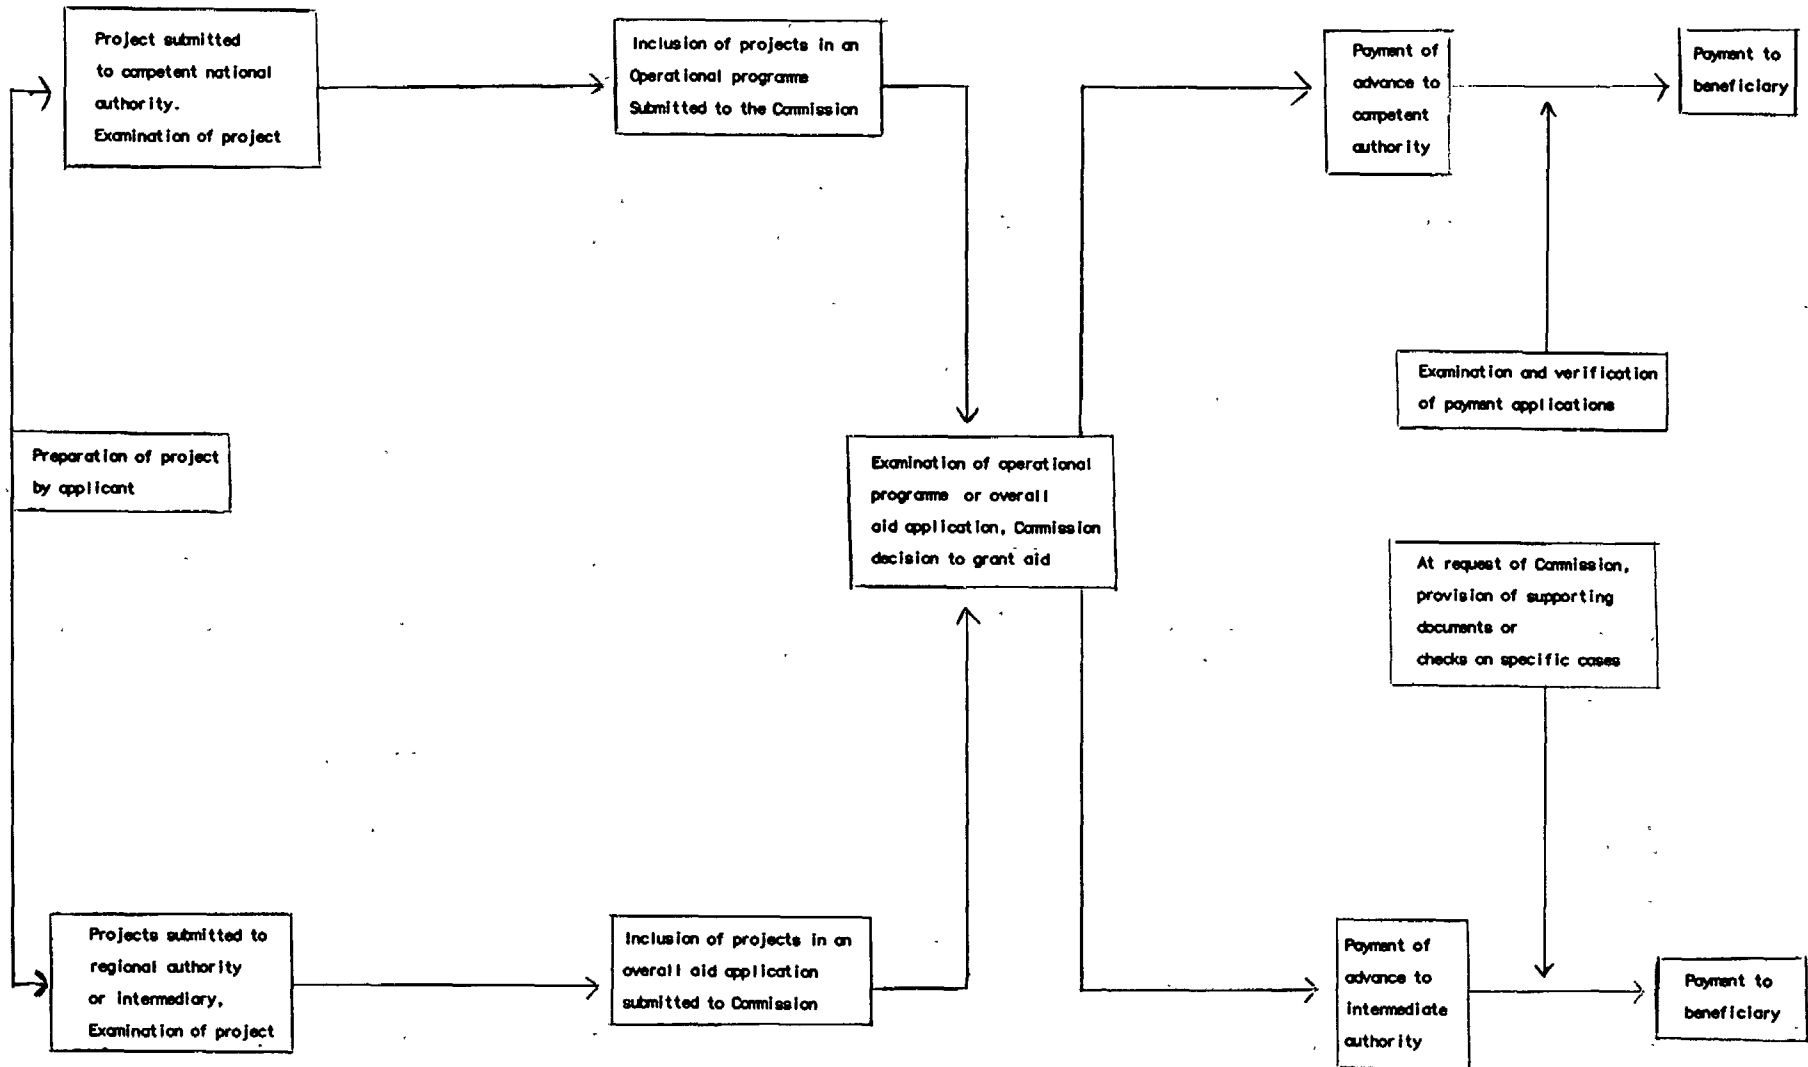 Project submitted
to competent national
authority.
Examination of project
Inclusion of projects in an
Operational programme
Submitted to the Commission
Payment of
advance to
competent
authority
Payment to
beneficiary
Examination and verification
of payment applications
Preparation of project
by applicant
Examination of operational
programme or overall
aid application, Commission
decision to grant aid
At request of Commission,
provision of supporting
documents or
checks on specific cases
Projects submitted to
regional authority
or intermediary,
Examination of project
Inclusion of projects in an
overall aid application
submitted to Commission
Payment of
advance to
intermediate
authority
Payment to
beneficiary